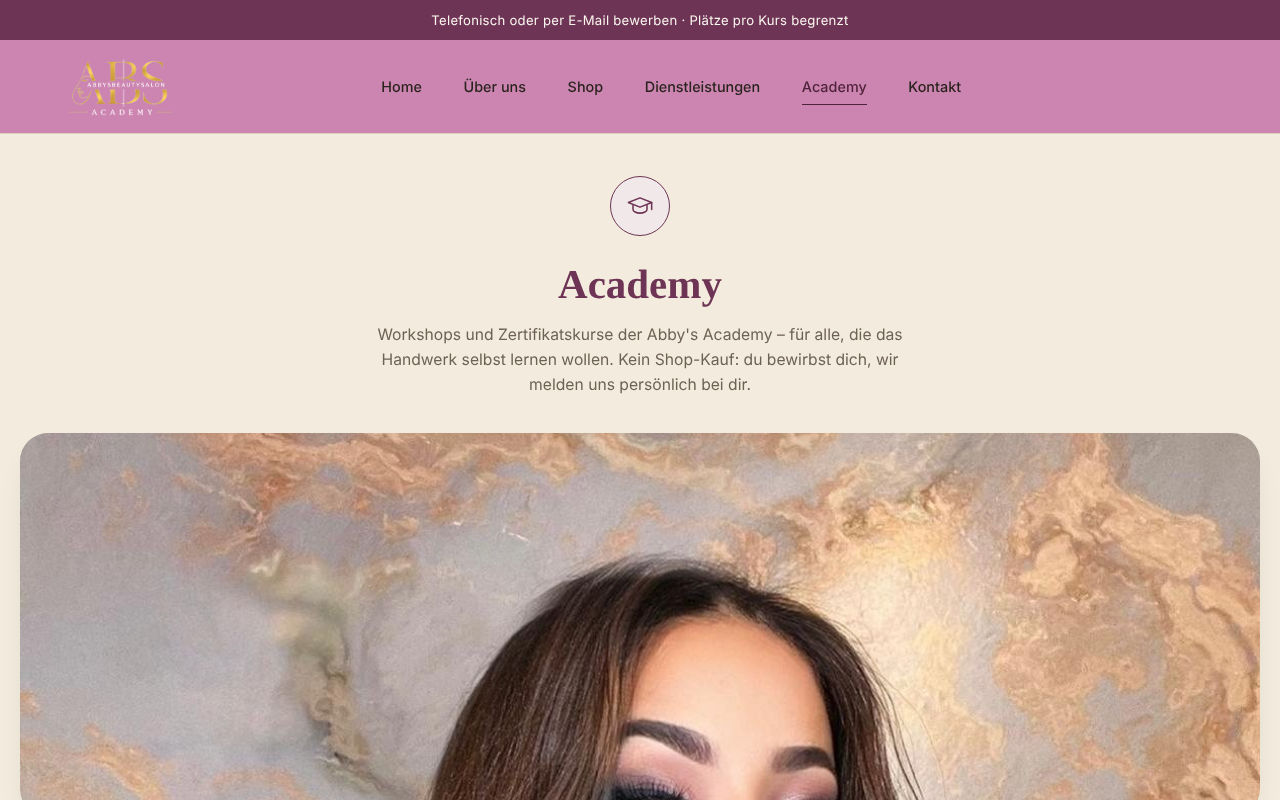 Telefonisch oder per E-Mail bewerben · Plätze pro Kurs begrenzt
ABS
ABBYSBEAUTYSALON
ABS
ACADEMY
Home
Über uns
Shop
Dienstleistungen
Academy
Kontakt
Academy
Workshops und Zertifikatskurse der Abby's Academy – für alle, die das
Handwerk selbst lernen wollen. Kein Shop-Kauf: du bewirbst dich, wir
melden uns persönlich bei dir.